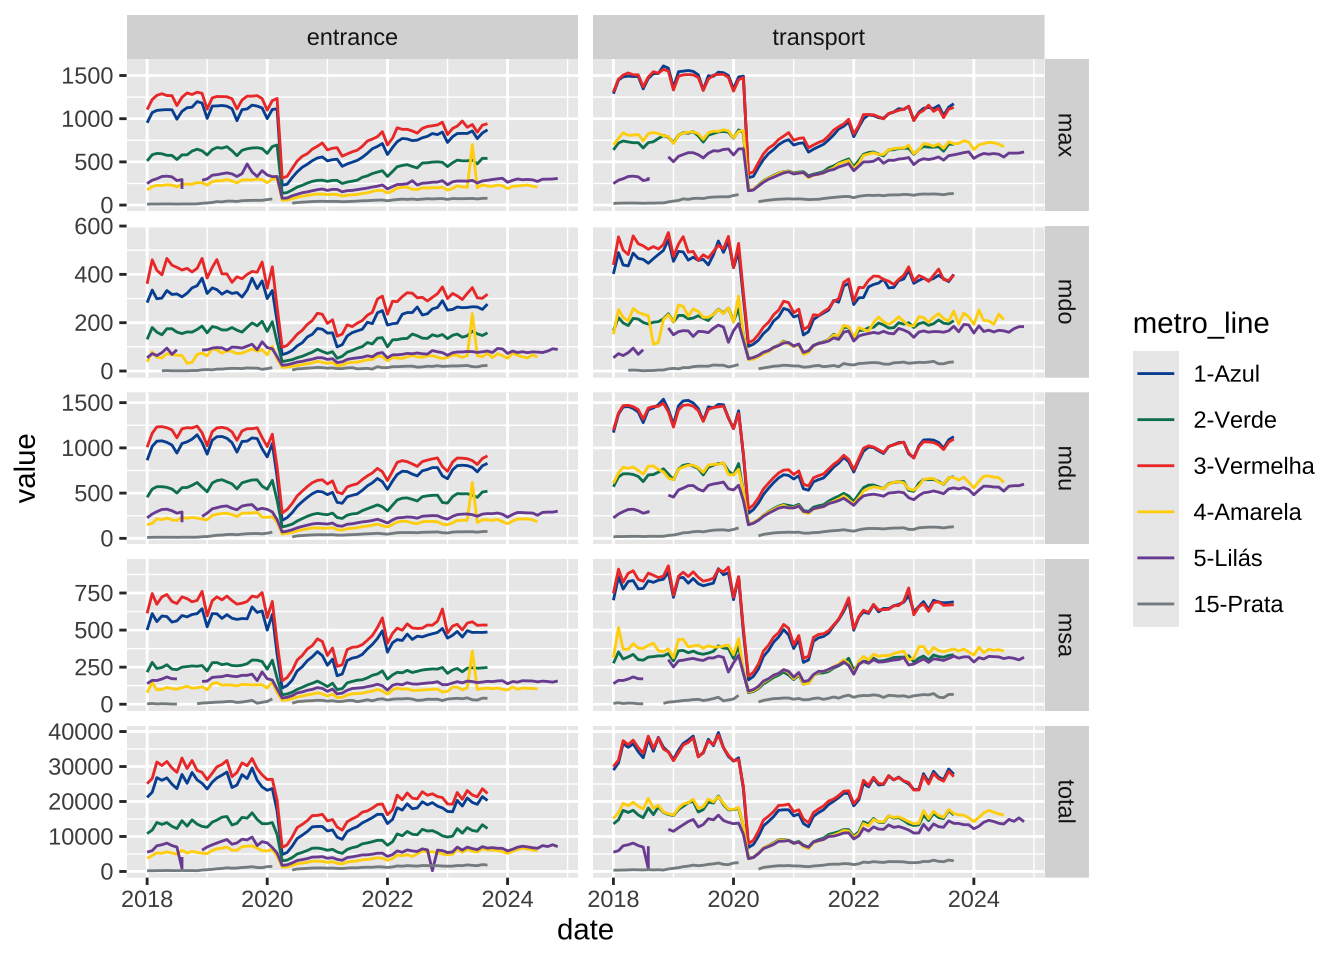 entrance
transport
1500
1000
500
0
max
600
400
200
0
mdo
1500
1000
500
0
mdu
750
500
250
0
msa
40000
30000
20000
10000
0
total
2018
2020
2022
2024
2018
2020
2022
2024
date
value
metro_line
1-Azul
2-Verde
3-Vermelha
4-Amarela
5-Lilás
15-Prata